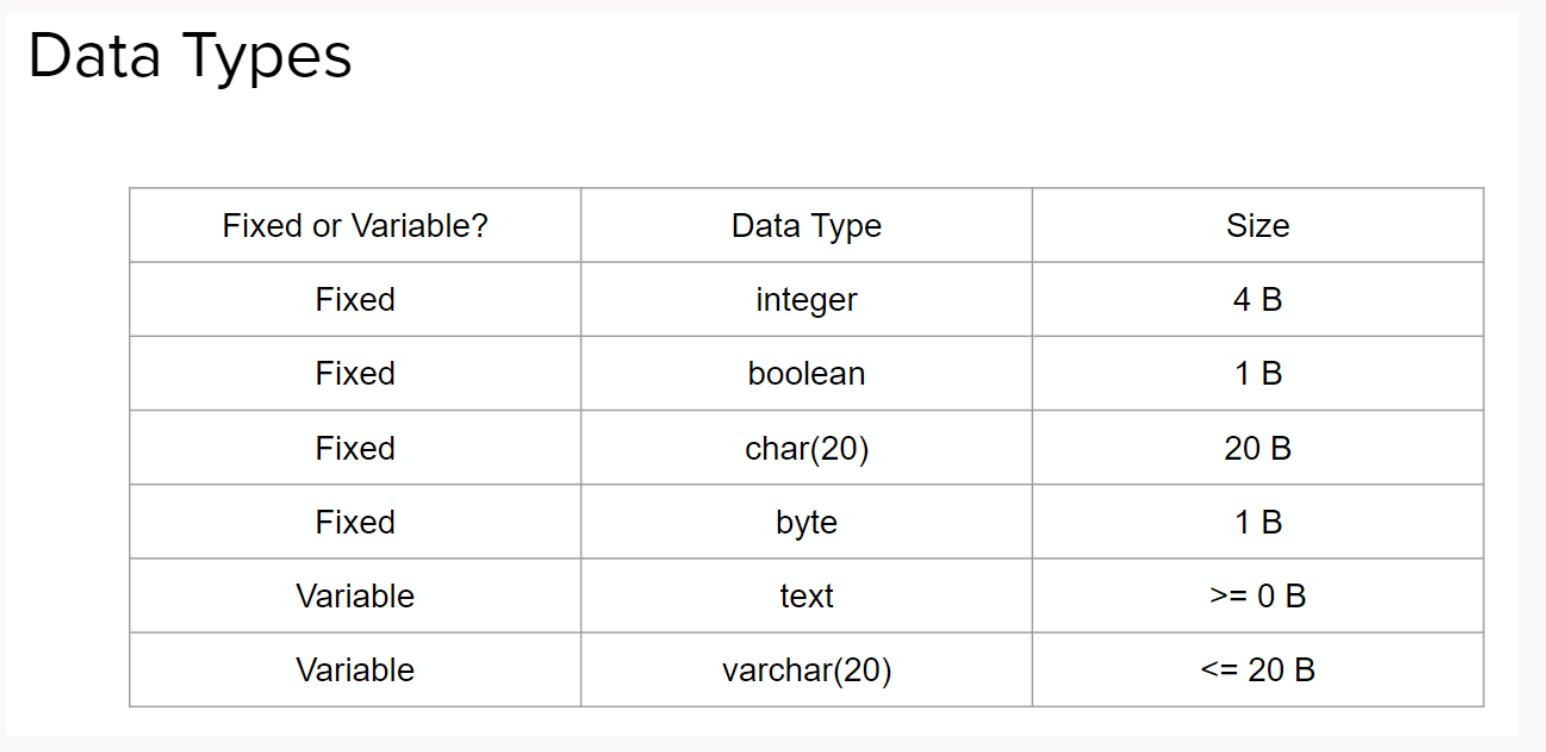 Data Types
Fixed or Variable? Data Type Size
Fixed integer 4 B
Fixed boolean 1 B
Fixed char(20) 20 B
Fixed byte 1 B
Variable text >= 0 B
Variable varchar(20) <= 20 B